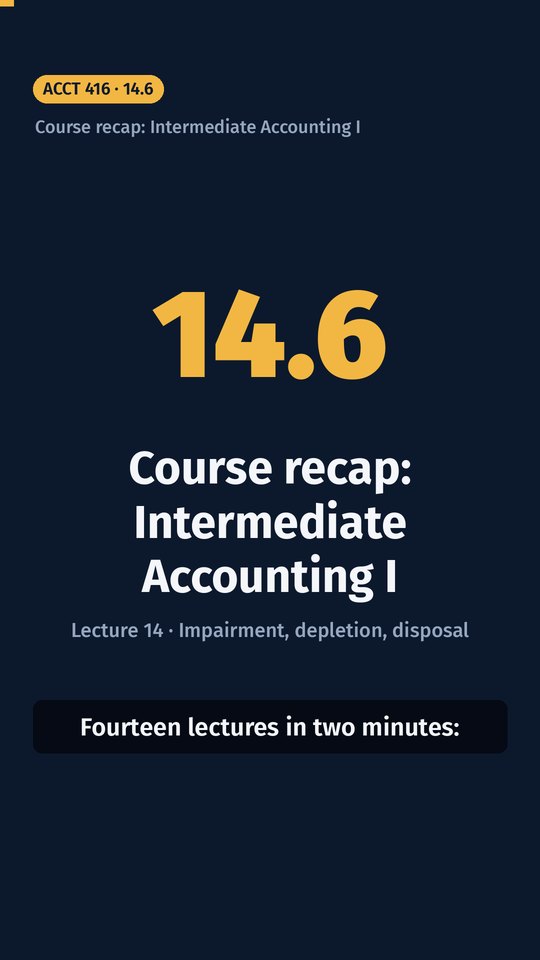 ACCT 416 · 14.6
Course recap: Intermediate Accounting I
14.6
Course recap:
Intermediate
Accounting I
Lecture 14 · Impairment, depletion, disposal
Fourteen lectures in two minutes: